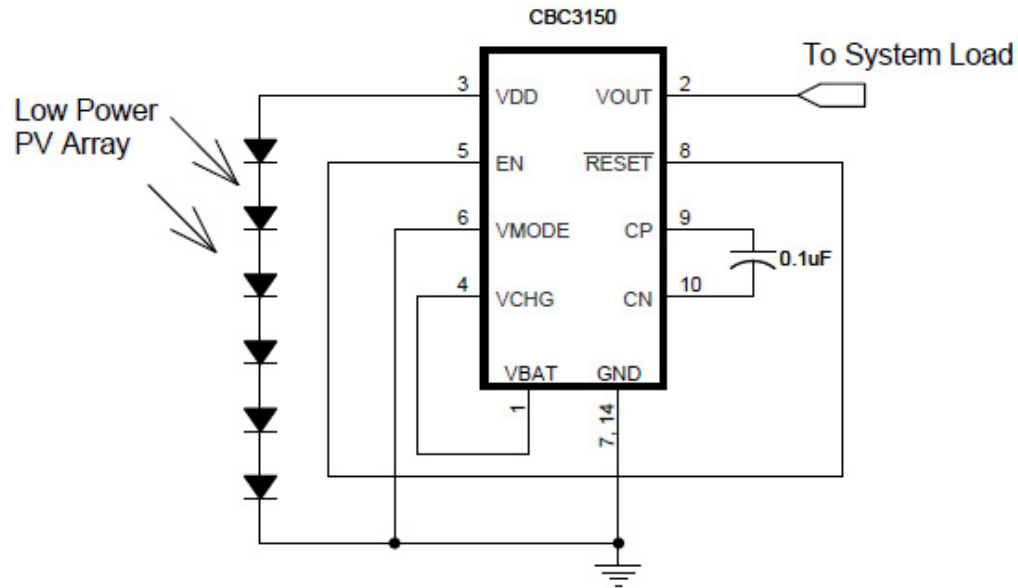 CBC3150
To System Load
Low Power
PV Array
3 VDD VOUT 2
5 EN RESET 8
6 VMODE CP 9
0.1uF
4 VCHG CN 10
VBAT GND
1 7, 14